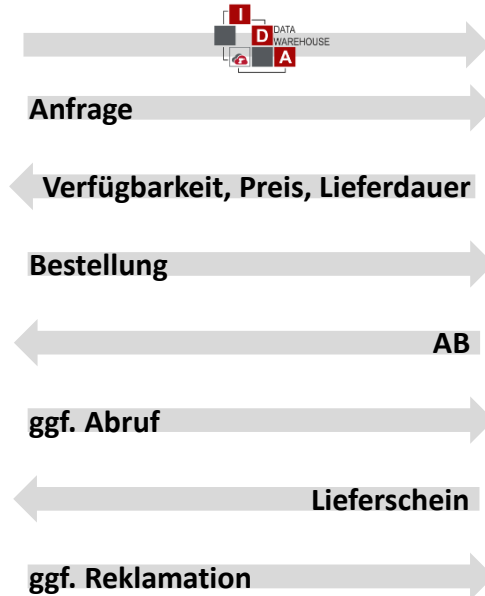 I
D
A
DATA
WAREHOUSE
Anfrage
Verfügbarkeit, Preis, Lieferdauer
Bestellung
AB
ggf. Abruf
Lieferschein
ggf. Reklamation